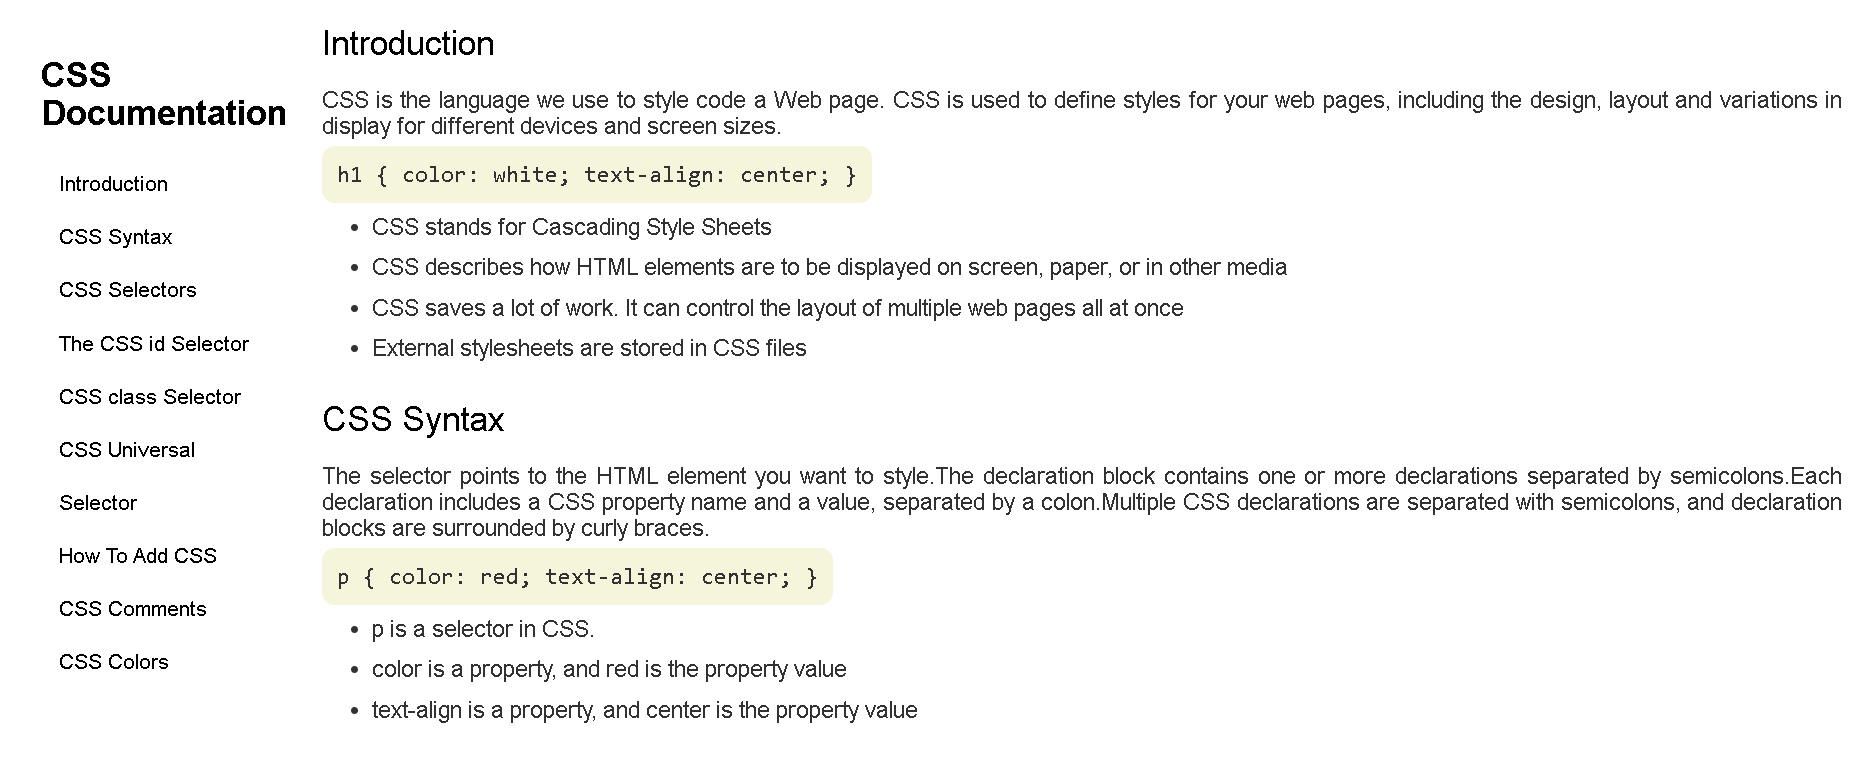 CSS
Documentation
Introduction
CSS Syntax
CSS Selectors
The CSS id Selector
CSS class Selector
CSS Universal
Selector
How To Add CSS
CSS Comments
CSS Colors
Introduction
CSS is the language we use to style code a Web page. CSS is used to define styles for your web pages, including the design, layout and variations in
display for different devices and screen sizes.
h1 { color: white; text-align: center; }
• CSS stands for Cascading Style Sheets
• CSS describes how HTML elements are to be displayed on screen, paper, or in other media
• CSS saves a lot of work. It can control the layout of multiple web pages all at once
• External stylesheets are stored in CSS files
CSS Syntax
The selector points to the HTML element you want to style.The declaration block contains one or more declarations separated by semicolons.Each
declaration includes a CSS property name and a value, separated by a colon.Multiple CSS declarations are separated with semicolons, and declaration
blocks are surrounded by curly braces.
p { color: red; text-align: center; }
• p is a selector in CSS.
• color is a property, and red is the property value
• text-align is a property, and center is the property value